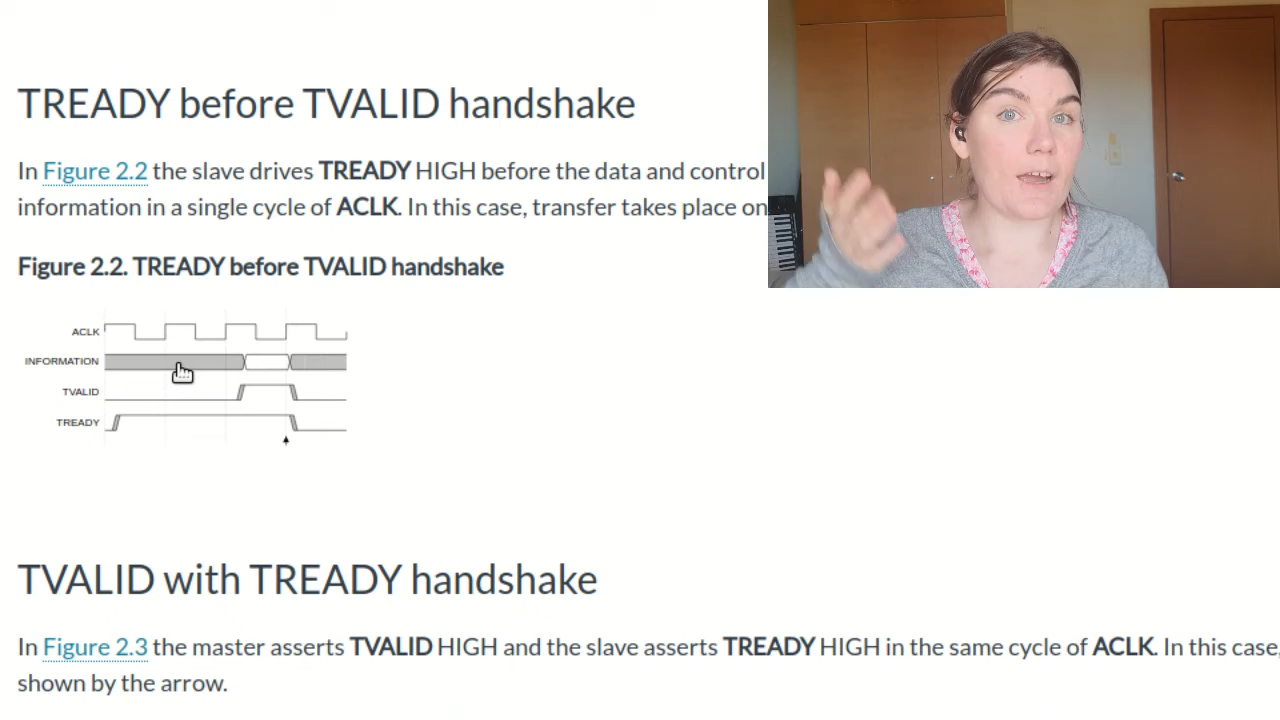 TREADY before TVALID handshake
In Figure 2.2 the slave drives TREADY HIGH before the data and control
information in a single cycle of ACLK. In this case, transfer takes place on
Figure 2.2. TREADY before TVALID handshake
ACLK
INFORMATION
TVALID
TREADY
TVALID with TREADY handshake
In Figure 2.3 the master asserts TVALID HIGH and the slave asserts TREADY HIGH in the same cycle of ACLK. In this case,
shown by the arrow.